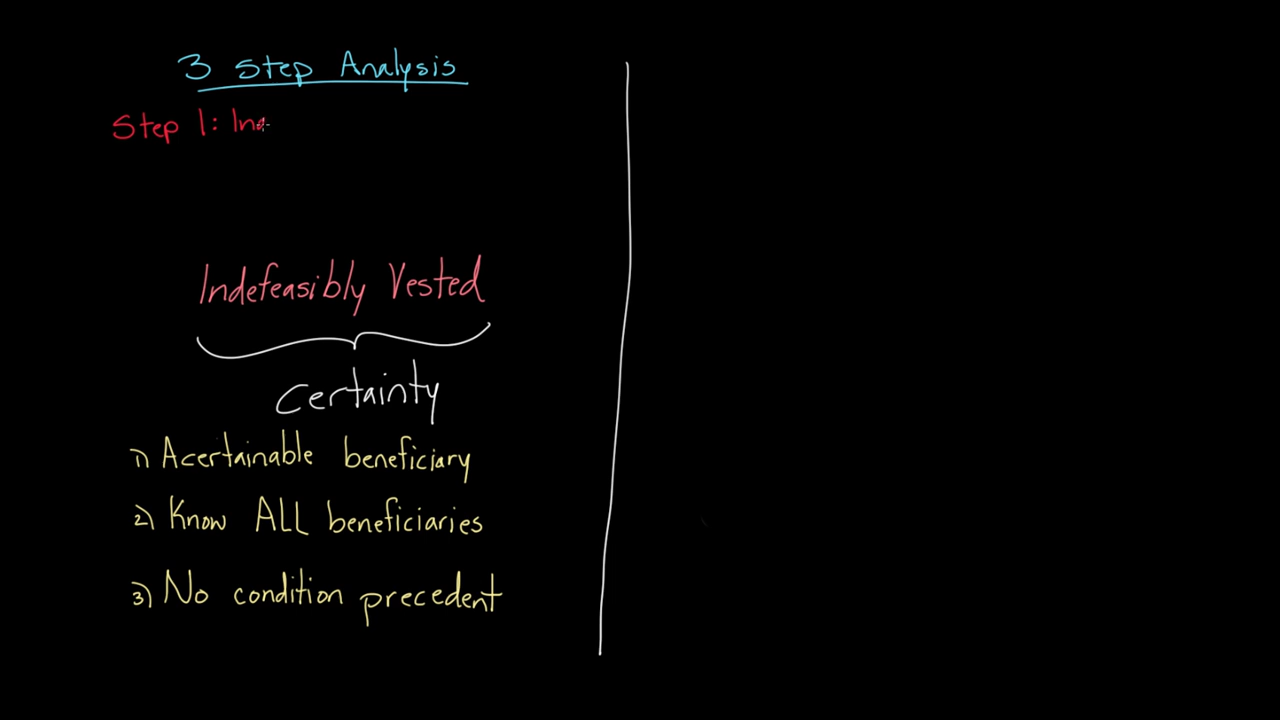 3 Step Analysis
Step 1: Ind
Indefeasibly Vested
Certainty
1) Acertainable beneficiary
2) Know ALL beneficiaries
3) No condition precedent